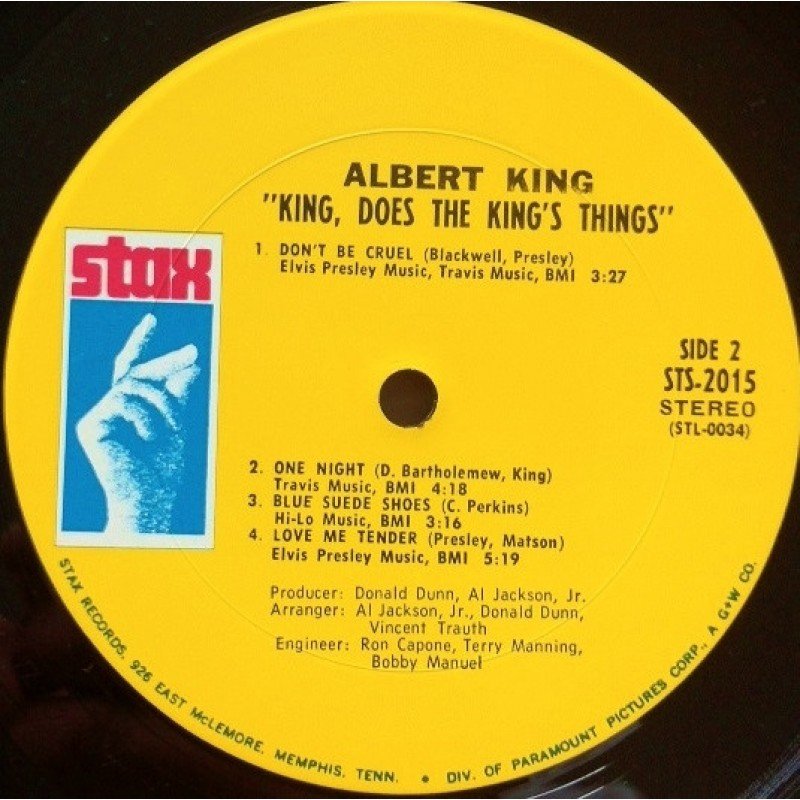 ALBERT KING
"KING, DOES THE KING'S THINGS"
1. DON'T BE CRUEL (Blackwell, Presley)
Elvis Presley Music, Travis Music, BMI 3:27
stax
SIDE 2
STS-2015
STEREO
(STL-0034)
2. ONE NIGHT (D. Bartholemew, King)
Travis Music, BMI 4:18
3. BLUE SUEDE SHOES (C. Perkins)
Hi-Lo Music, BMI 3:16
4. LOVE ME TENDER (Presley, Matson)
Elvis Presley Music, BMI 5:19
Producer: Donald Dunn, Al Jackson, Jr.
Arranger: Al Jackson, Jr., Donald Dunn,
Vincent Trauth
Engineer: Ron Capone, Terry Manning,
Bobby Manuel
STAX RECORDS, 926 EAST McLEMORE, MEMPHIS, TENN. • DIV. OF PARAMOUNT PICTURES CORP., A G+W CO.